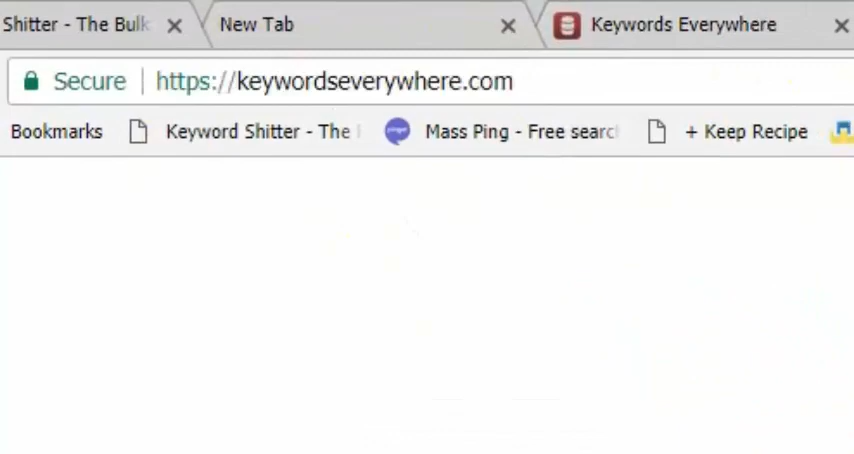 Shitter - The Bulk New Tab Keywords Everywhere
Secure https://keywordseverywhere.com
Bookmarks Keyword Shitter - The Mass Ping - Free search + Keep Recipe